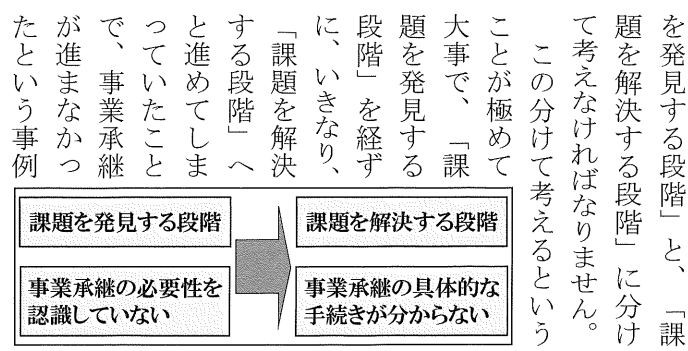 を発見する段階」と、「課
題を解決する段階」に分け
て考えなければなりません。
この分けて考えるという
ことが極めて
大事で、「課
題を発見する
段階」を経ず
に、いきなり、
「課題を解決
する段階」へ
と進めてしま
っていたこと
で、事業承継
が進まなかっ
たという事例
課題を発見する段階
事業承継の必要性を
認識していない
課題を解決する段階
事業承継の具体的な
手続きが分からない